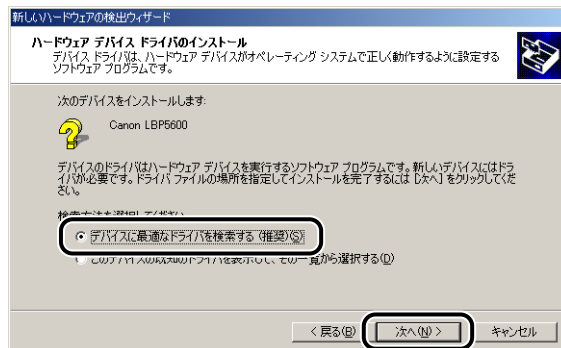 新しいハードウェアの検出ウィザード
ハードウェア デバイス ドライバのインストール
デバイス ドライバは、ハードウェア デバイスがオペレーティング システムで正しく動作するように設定する
ソフトウェア プログラムです。
次のデバイスをインストールします:
Canon LBP5600
デバイスのドライバはハードウェア デバイスを実行するソフトウェア プログラムです。新しいデバイスにはドラ
イバが必要です。ドライバ ファイルの場所を指定してインストールを完了するには [次へ] をクリックしてくだ
さい。
検索方法を選択してください。
デバイスに最適なドライバを検索する (推奨)(S)
このデバイスの既知のドライバを表示して、その一覧から選択する(D)
< 戻る(B)
次へ(N) >
キャンセル